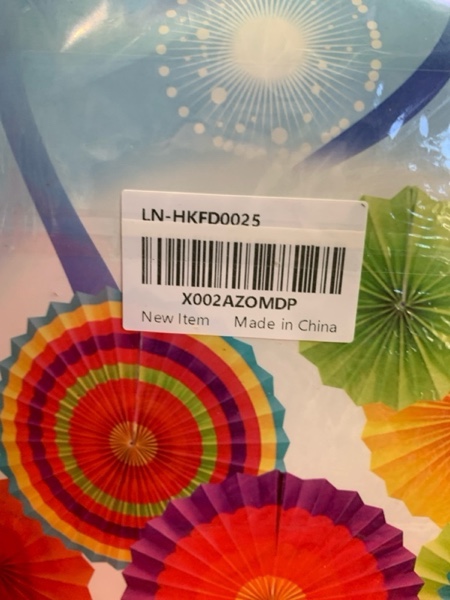 LN-HKFD0025
X002AZOMDP
New Item Made in China